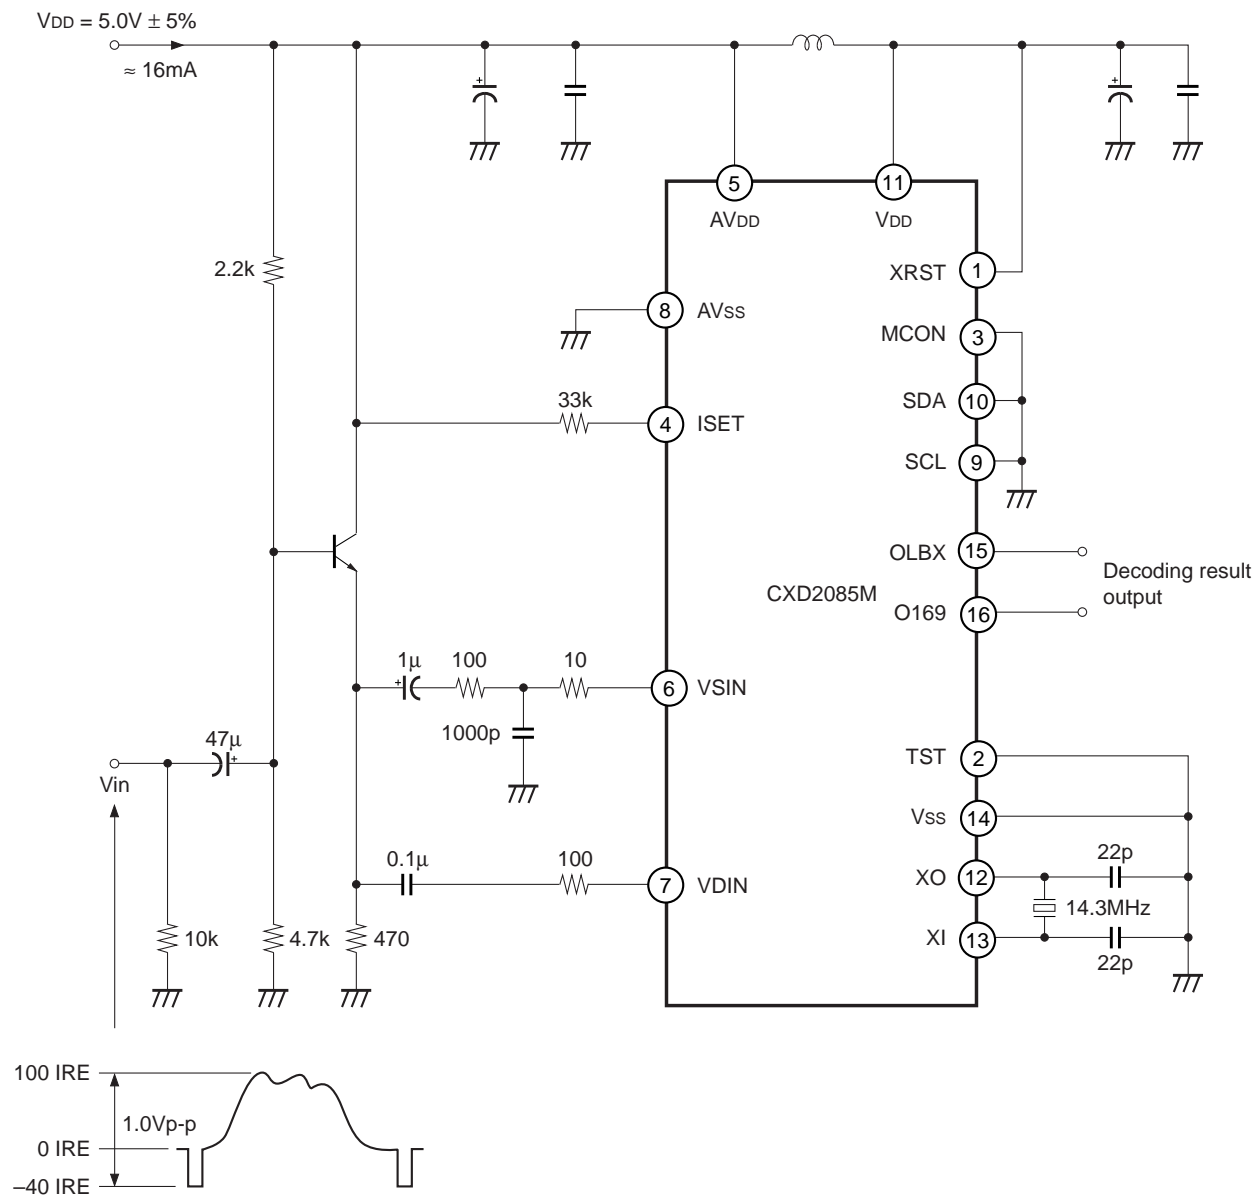 VDD = 5.0V ± 5%
≈ 16mA
+
+
5
11
AVDD
VDD
2.2k
XRST
1
8
AVSS
MCON
3
33k
SDA
10
4
ISET
SCL
9
OLBX
15
Decoding result
output
CXD2085M
O169
16
1μ
100
10
+
6
VSIN
1000p
47μ
+
Vin
TST
2
VSS
14
0.1μ
100
22p
7
VDIN
XO
12
14.3MHz
10k
4.7k
470
XI
13
22p
100 IRE
1.0Vp-p
0 IRE
–40 IRE